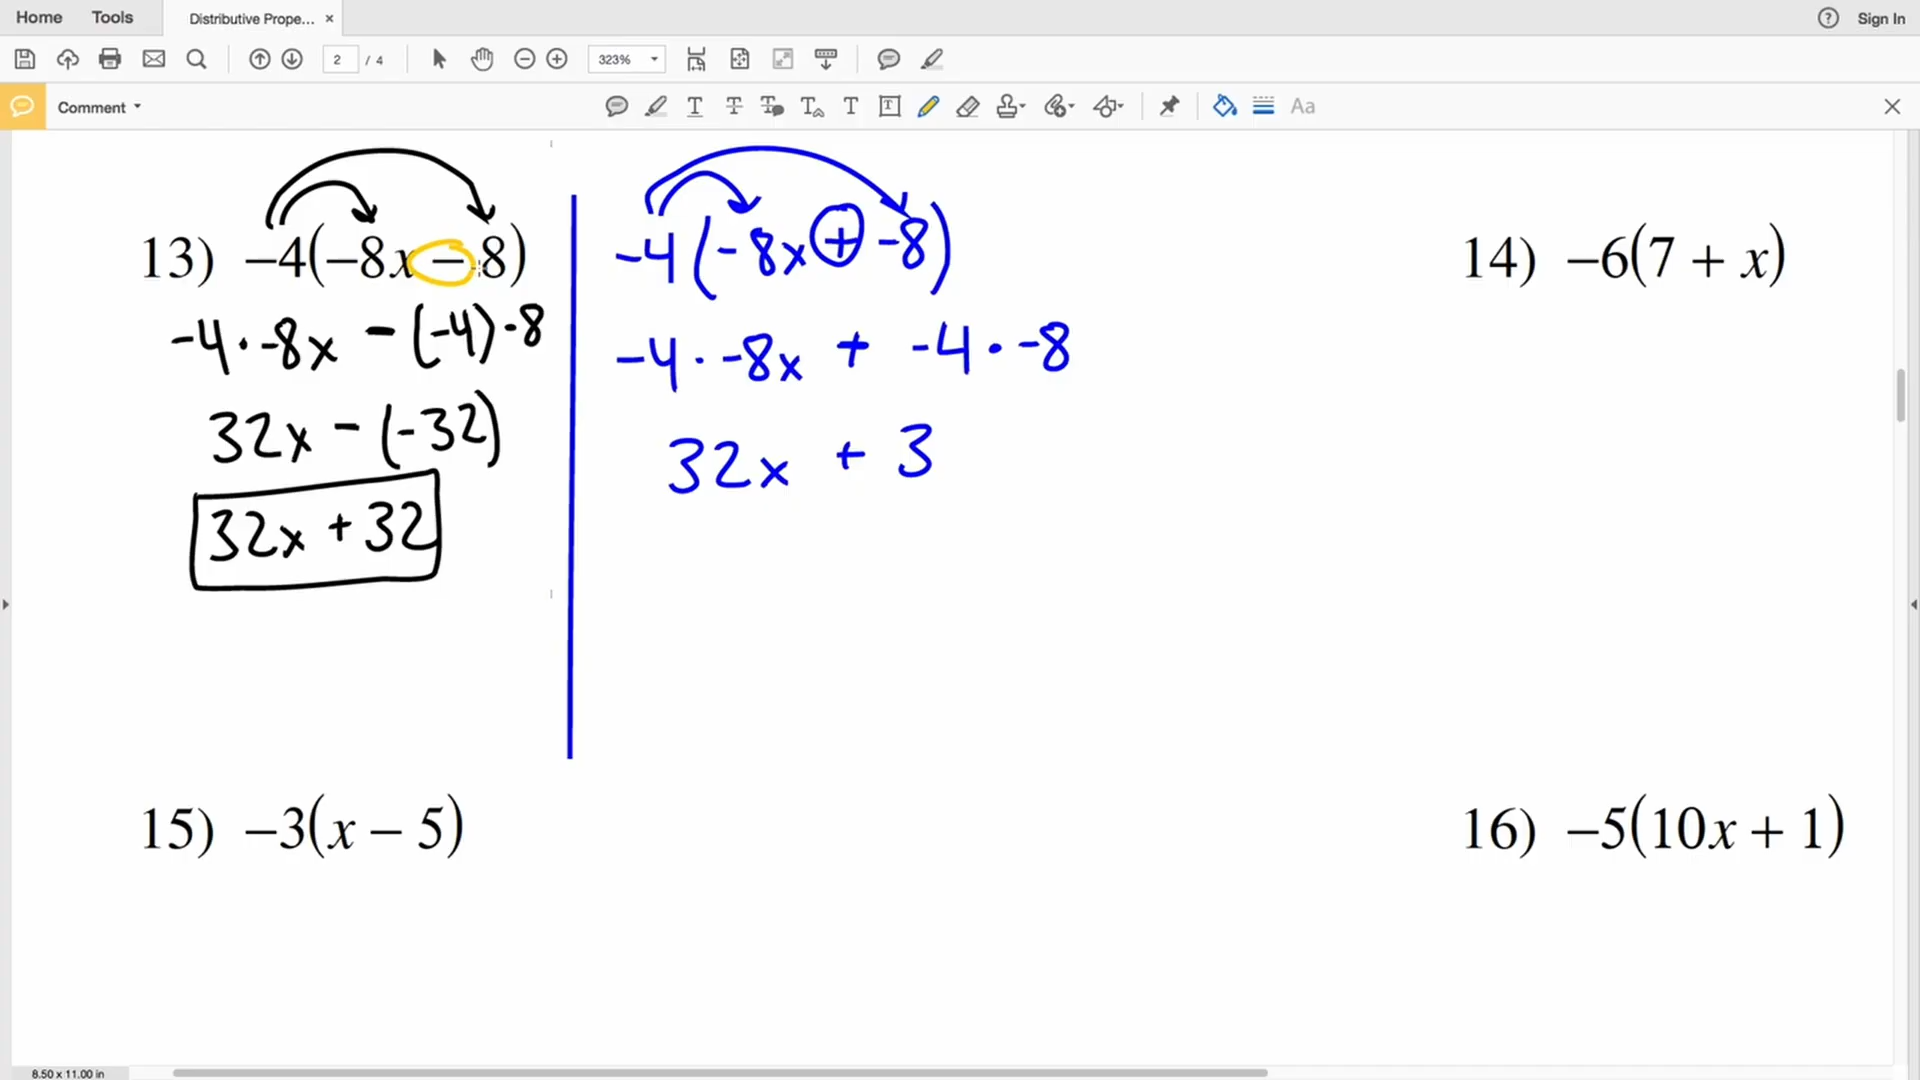 Home Tools Distributive Prope... × Sign In
2 / 4 323%
Comment Aa
13) −4(−8x − 8)
-4 · -8x - (-4) · 8
32x - (-32)
32x + 32
-4(-8x + -8)
-4 · -8x + -4 · -8
32x + 3
14) −6(7 + x)
15) −3(x − 5)
16) −5(10x + 1)
8.50 x 11.00 in